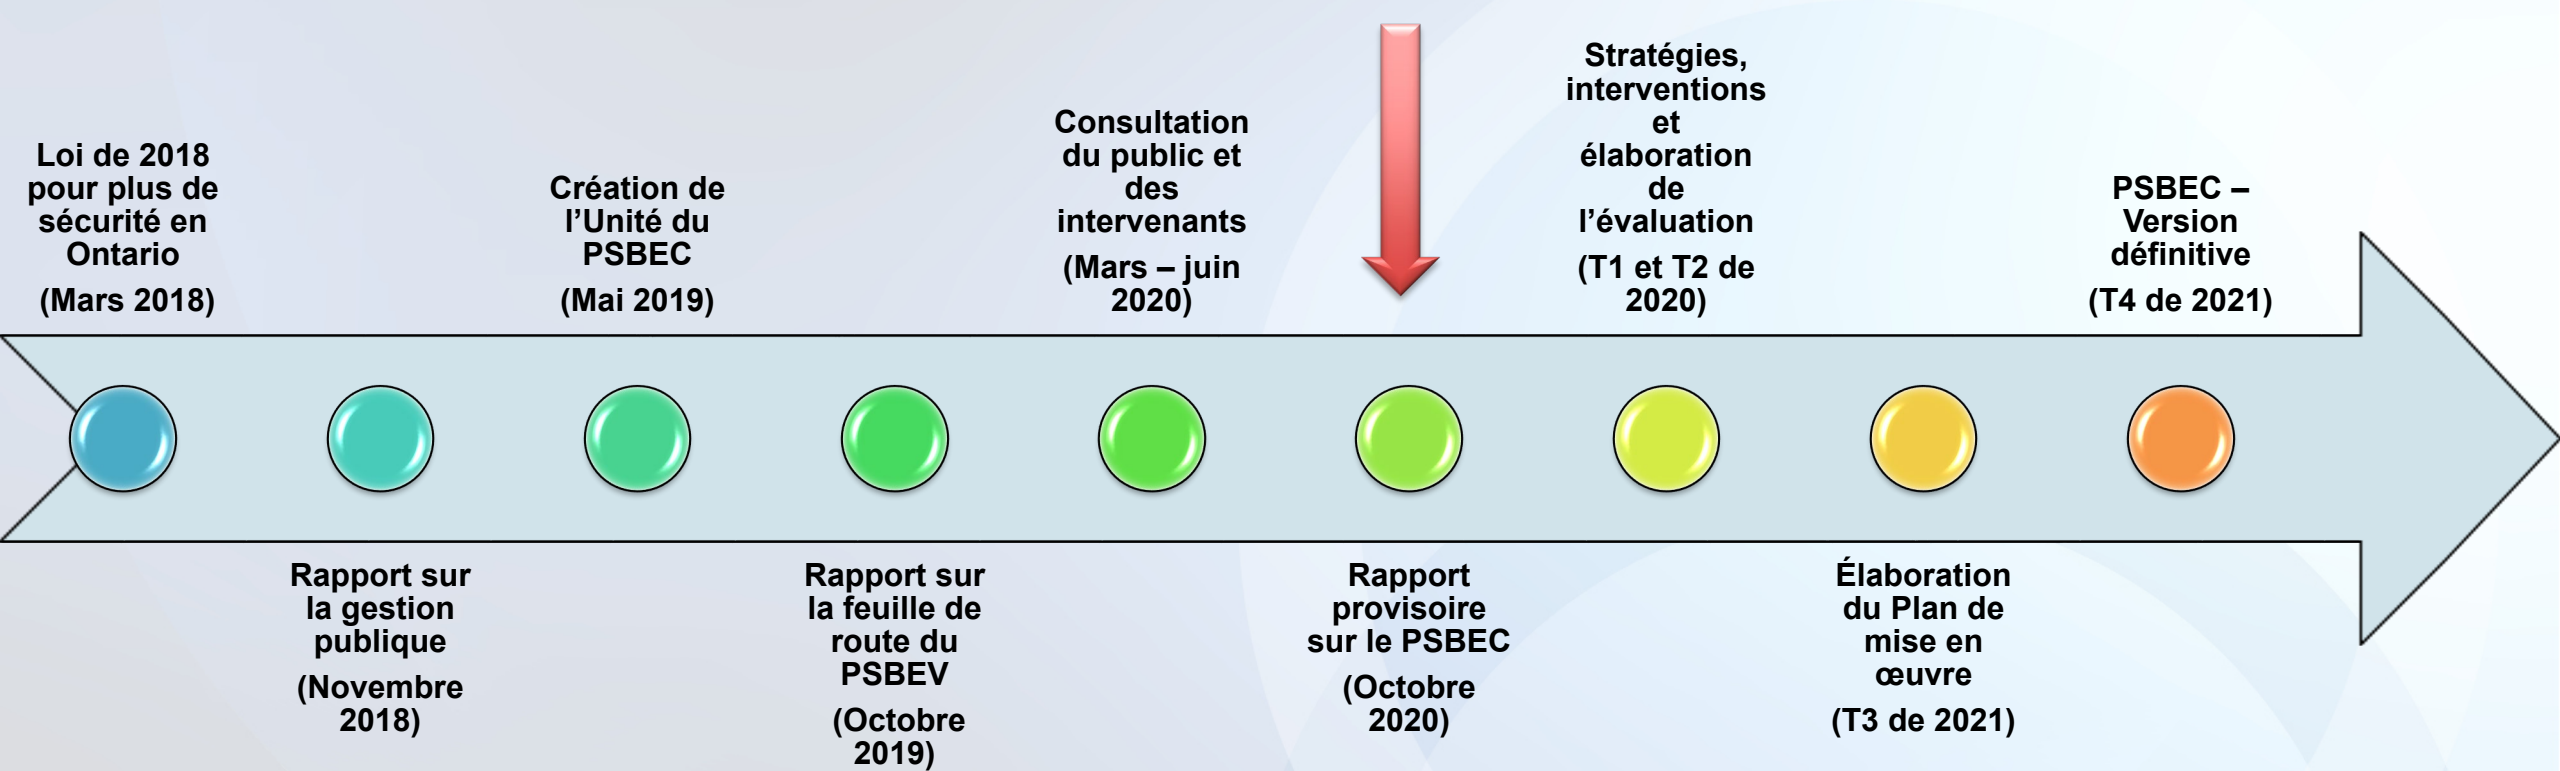 Loi de 2018
pour plus de
sécurité en
Ontario
(Mars 2018)
Rapport sur
la gestion
publique
(Novembre
2018)
Création de
l’Unité du
PSBEC
(Mai 2019)
Rapport sur
la feuille de
route du
PSBEV
(Octobre
2019)
Consultation
du public et
des
intervenants
(Mars – juin
2020)
Rapport
provisoire
sur le PSBEC
(Octobre
2020)
Stratégies,
interventions
et
élaboration
de
l’évaluation
(T1 et T2 de
2020)
Élaboration
du Plan de
mise en
œuvre
(T3 de 2021)
PSBEC –
Version
définitive
(T4 de 2021)